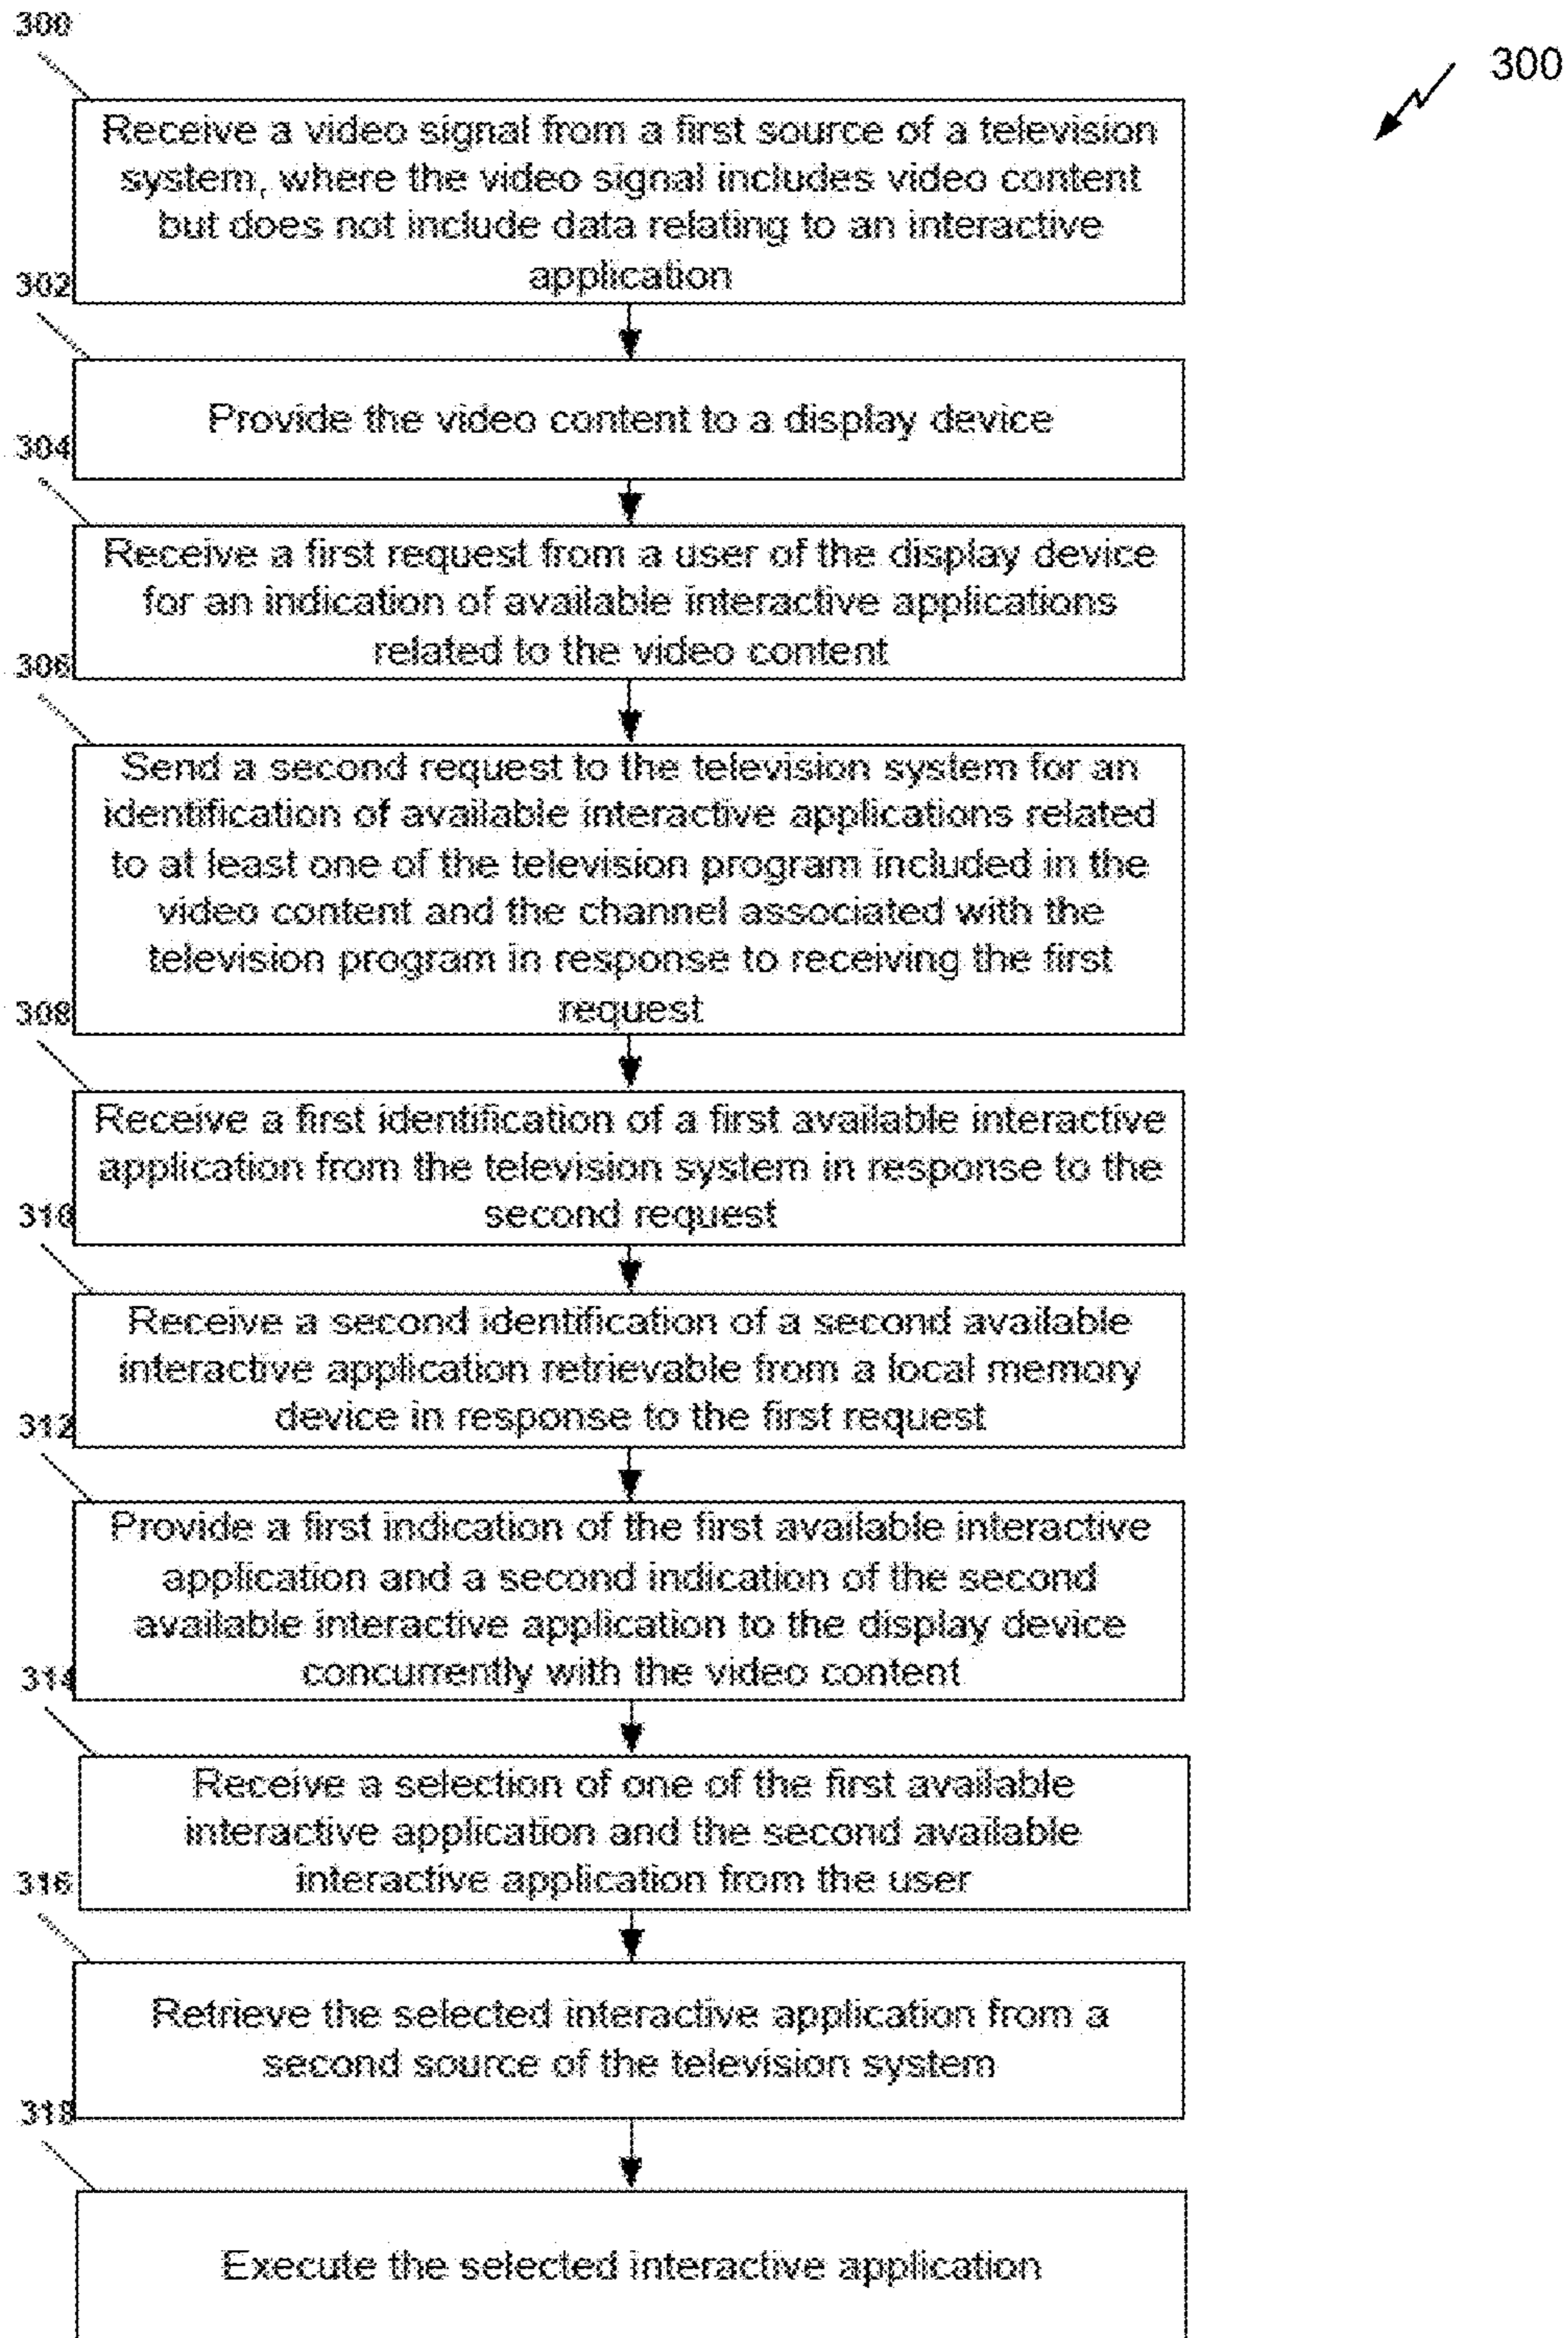 300
300
Receive a video signal from a first source of a television
system, where the video signal includes video content
but does not include data relating to an interactive
application
302
Provide the video content to a display device
304
Receive a first request from a user of the display device
for an indication of available interactive applications
related to the video content
306
Send a second request to the television system for an
identification of available interactive applications related
to at least one of the television program included in the
video content and the channel associated with the
television program in response to receiving the first
request
308
Receive a first identification of a first available interactive
application from the television system in response to the
second request
310
Receive a second identification of a second available
interactive application retrievable from a local memory
device in response to the first request
312
Provide a first indication of the first available interactive
application and a second indication of the second
available interactive application to the display device
concurrently with the video content
314
Receive a selection of one of the first available
interactive application and the second available
interactive application from the user
316
Retrieve the selected interactive application from a
second source of the television system
318
Execute the selected interactive application